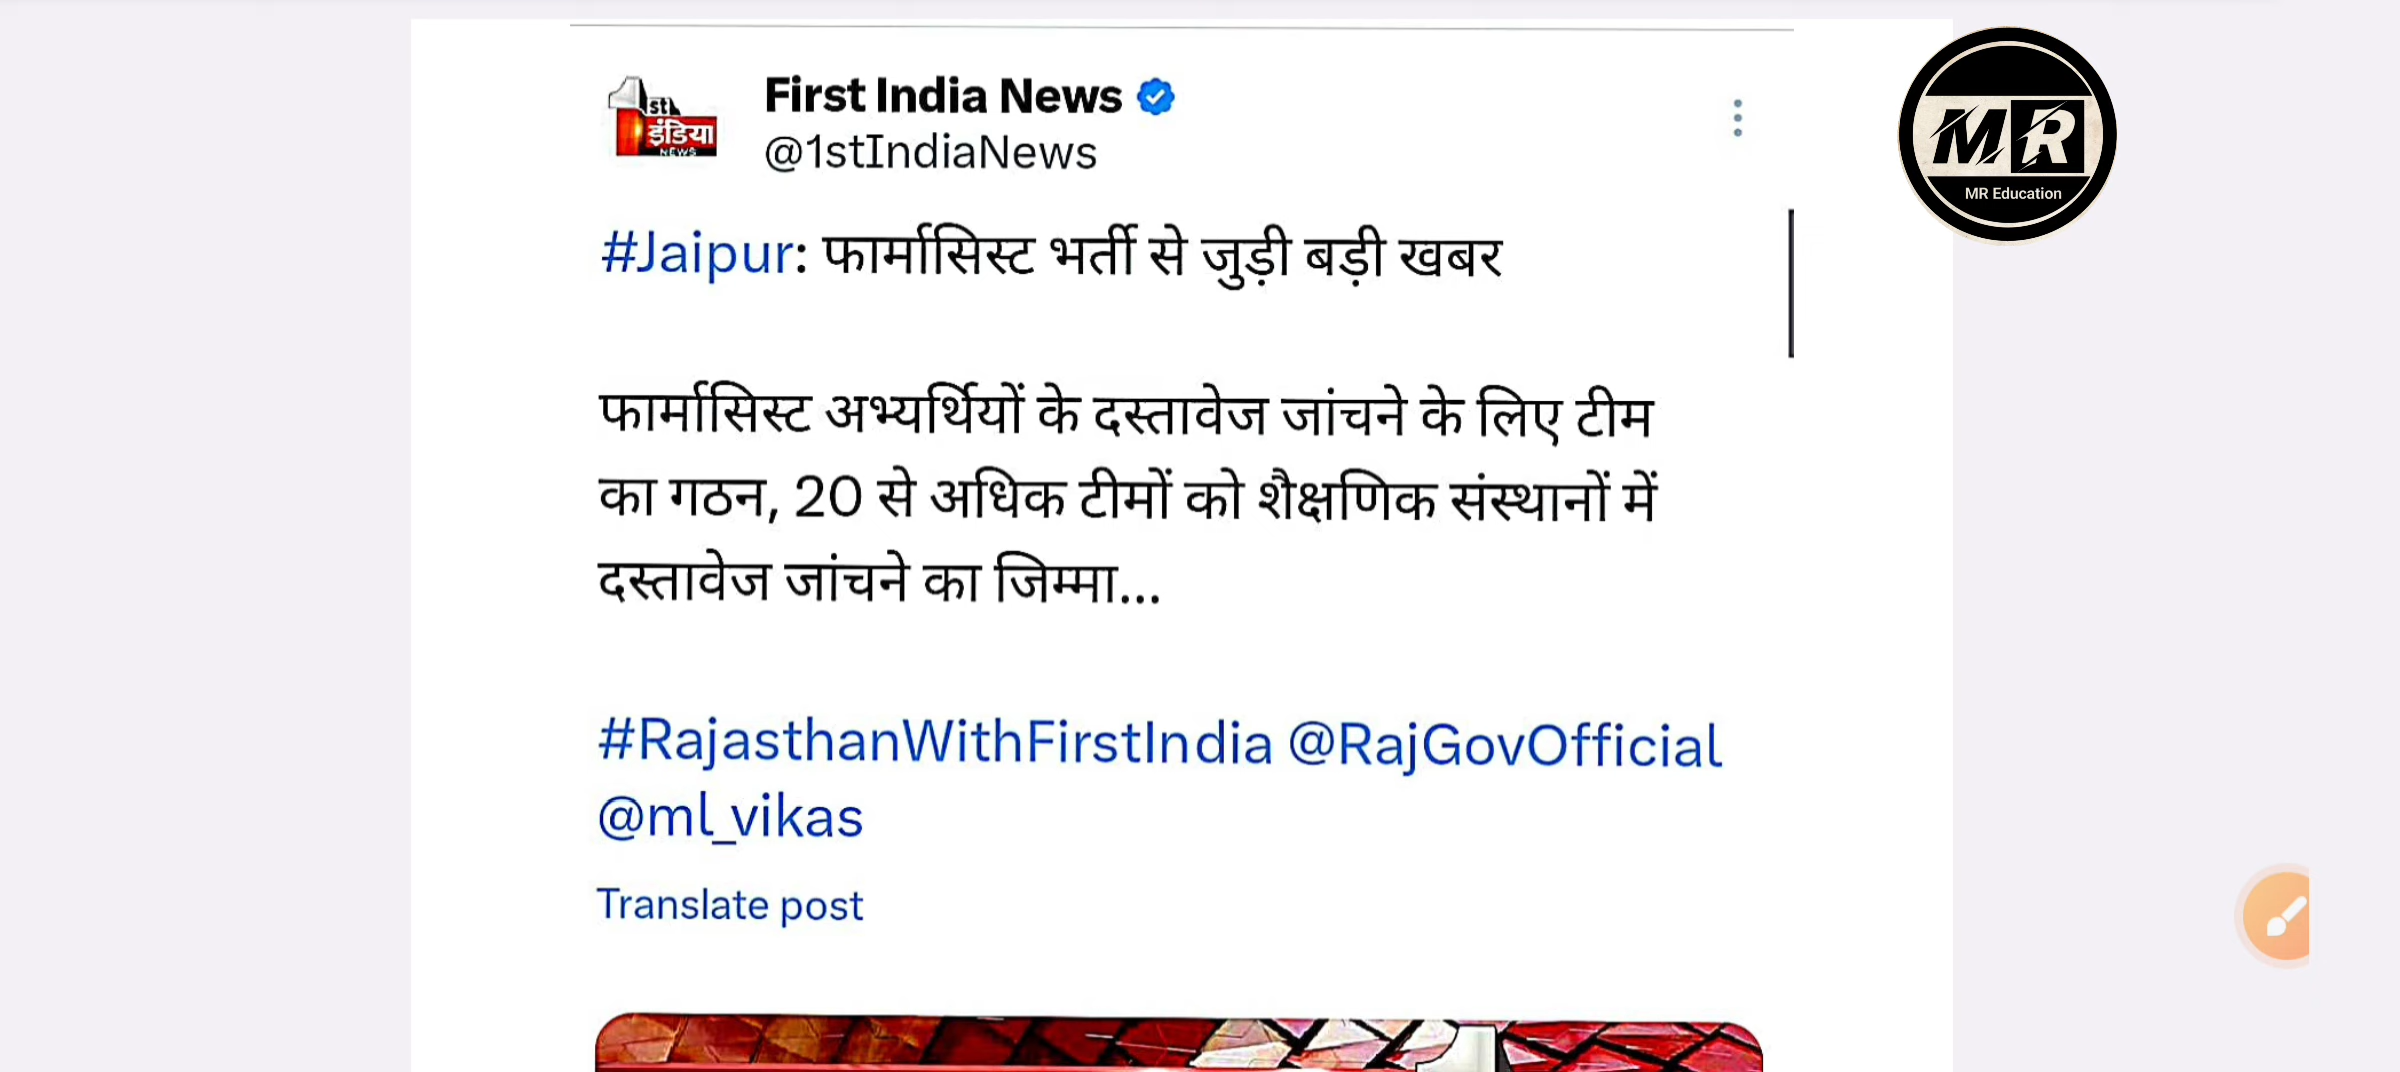 1st
इंडिया
NEWS
First India News
@1stIndiaNews
MR
MR Education
#Jaipur: फार्मासिस्ट भर्ती से जुड़ी बड़ी खबर
फार्मासिस्ट अभ्यर्थियों के दस्तावेज जांचने के लिए टीम
का गठन, 20 से अधिक टीमों को शैक्षणिक संस्थानों में
दस्तावेज जांचने का जिम्मा...
#RajasthanWithFirstIndia @RajGovOfficial
@ml_vikas
Translate post